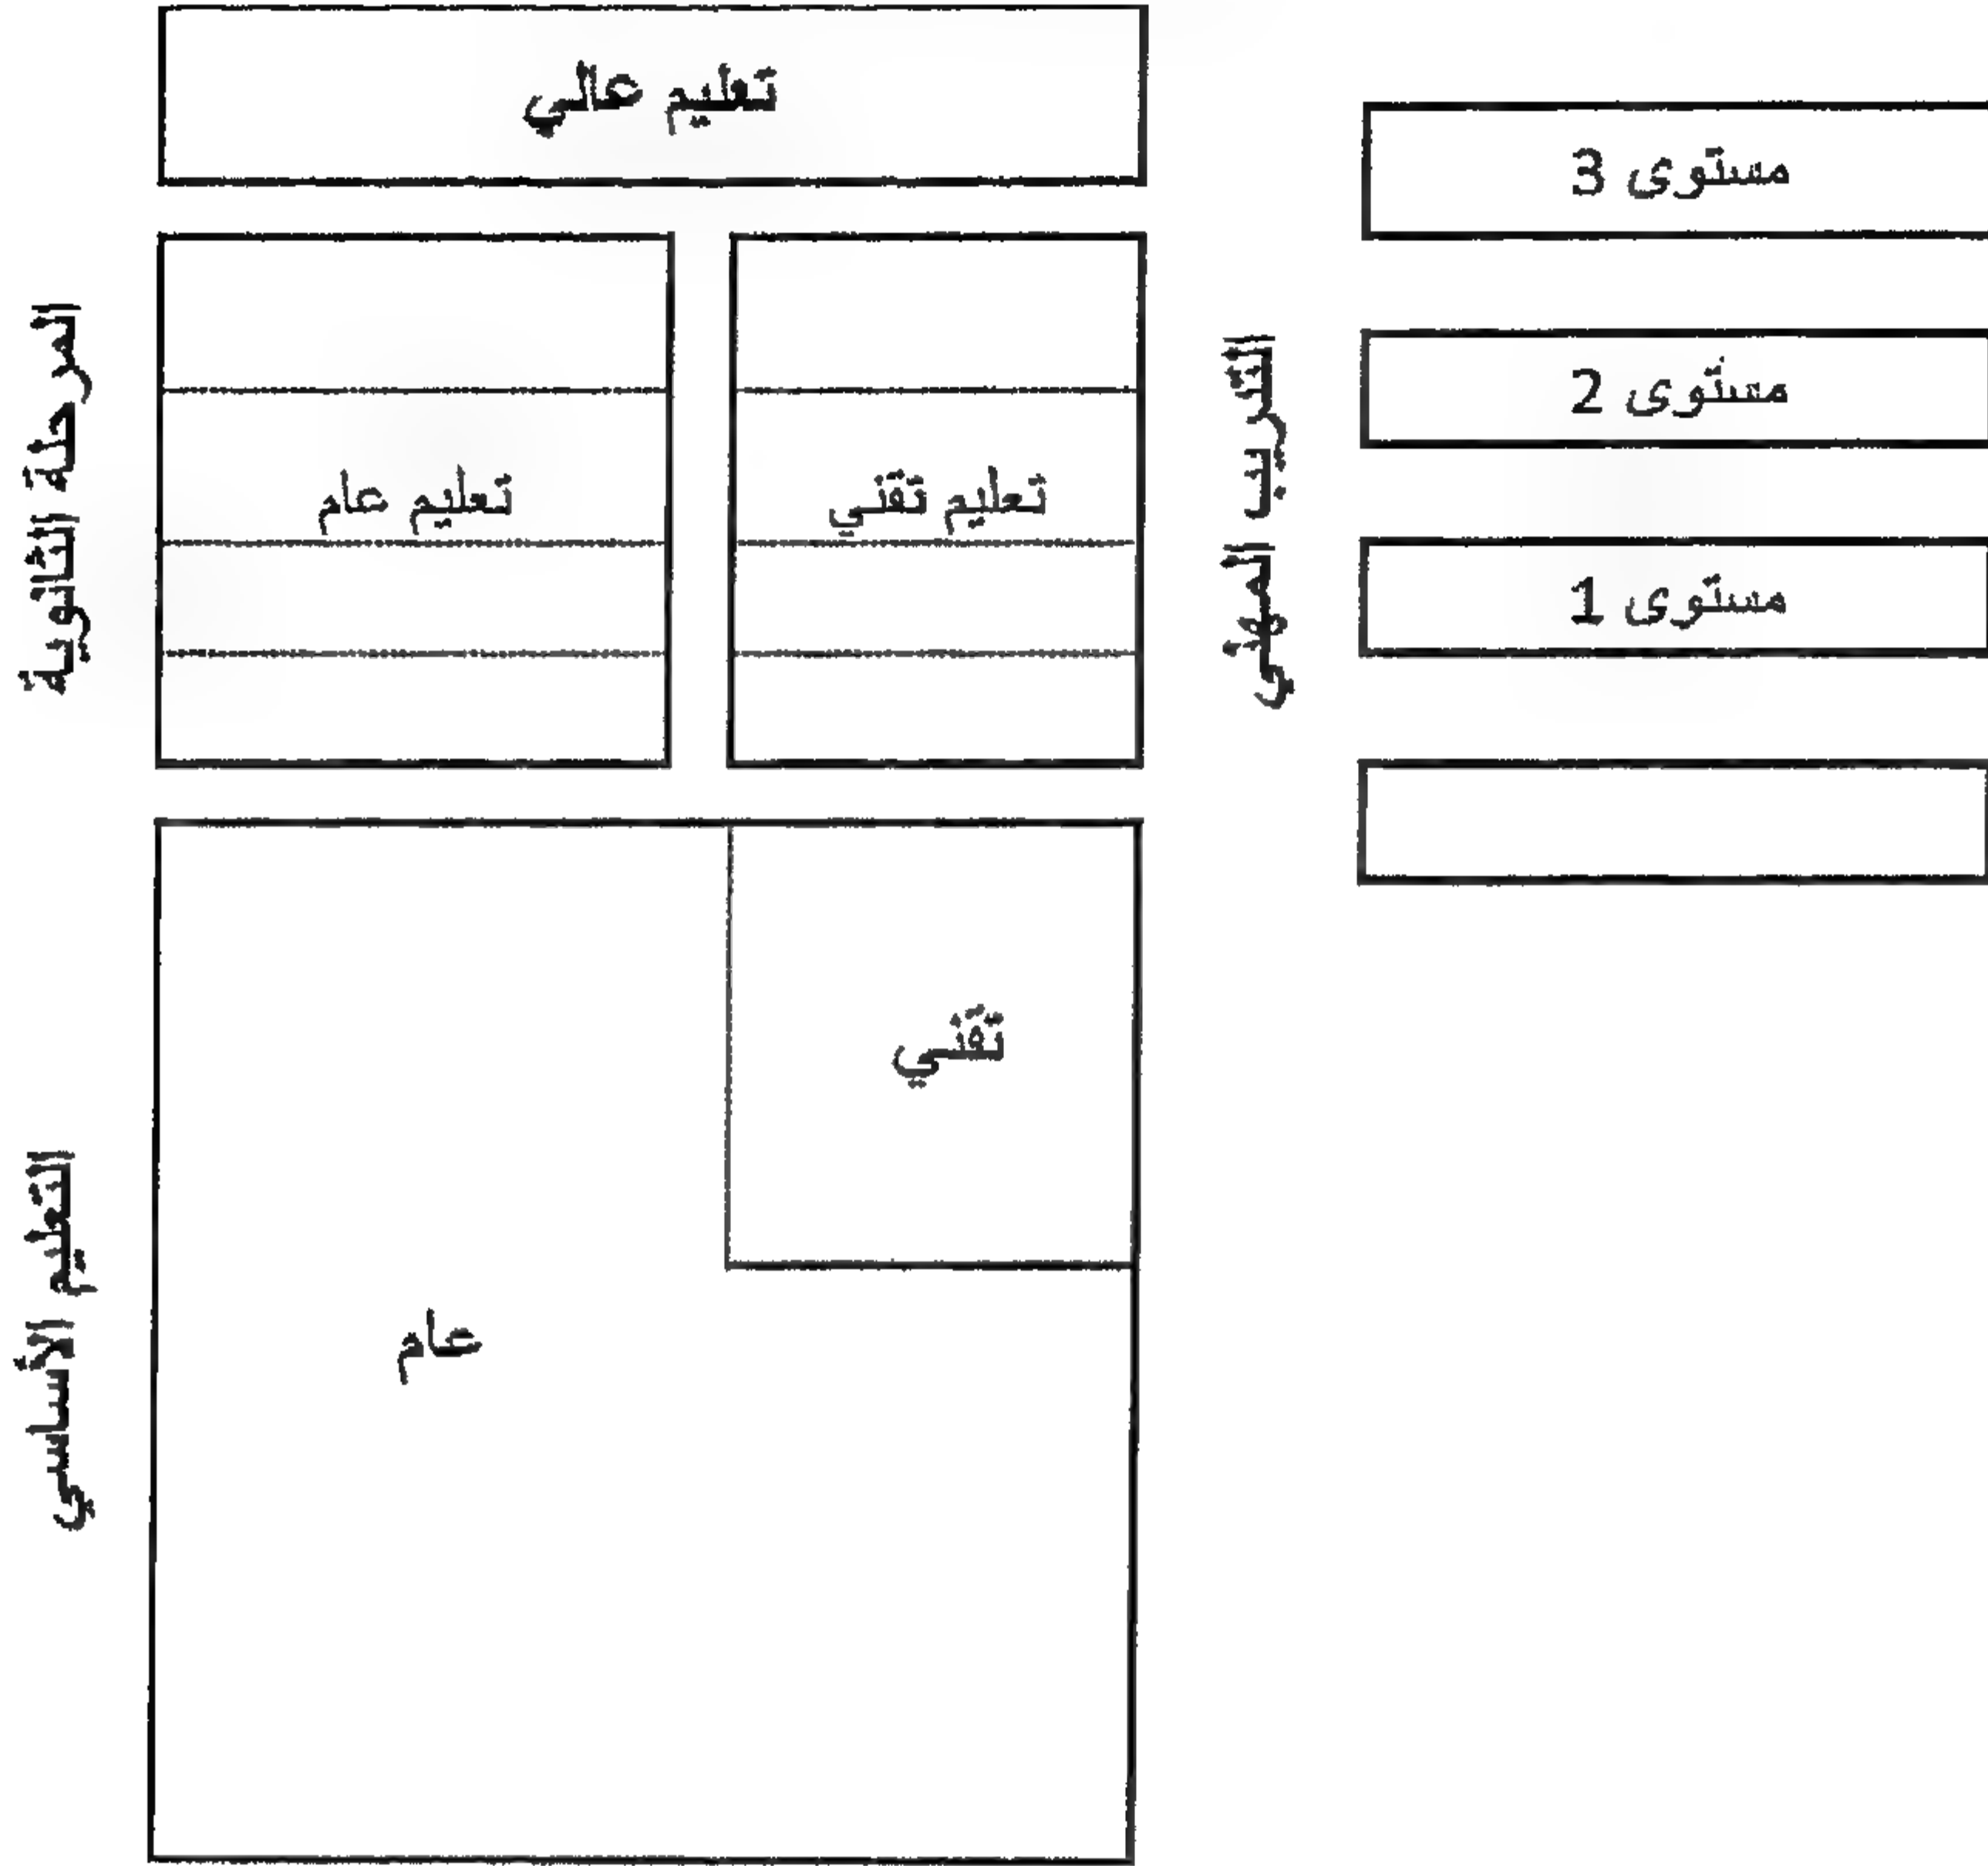 تعليم عالي
مستوى 3
المرحلة الثانوية
تعليم عام
تعليم تقني
التدريب المهني
مستوى 2
مستوى 1
تقني
التعليم الأساسي
عام